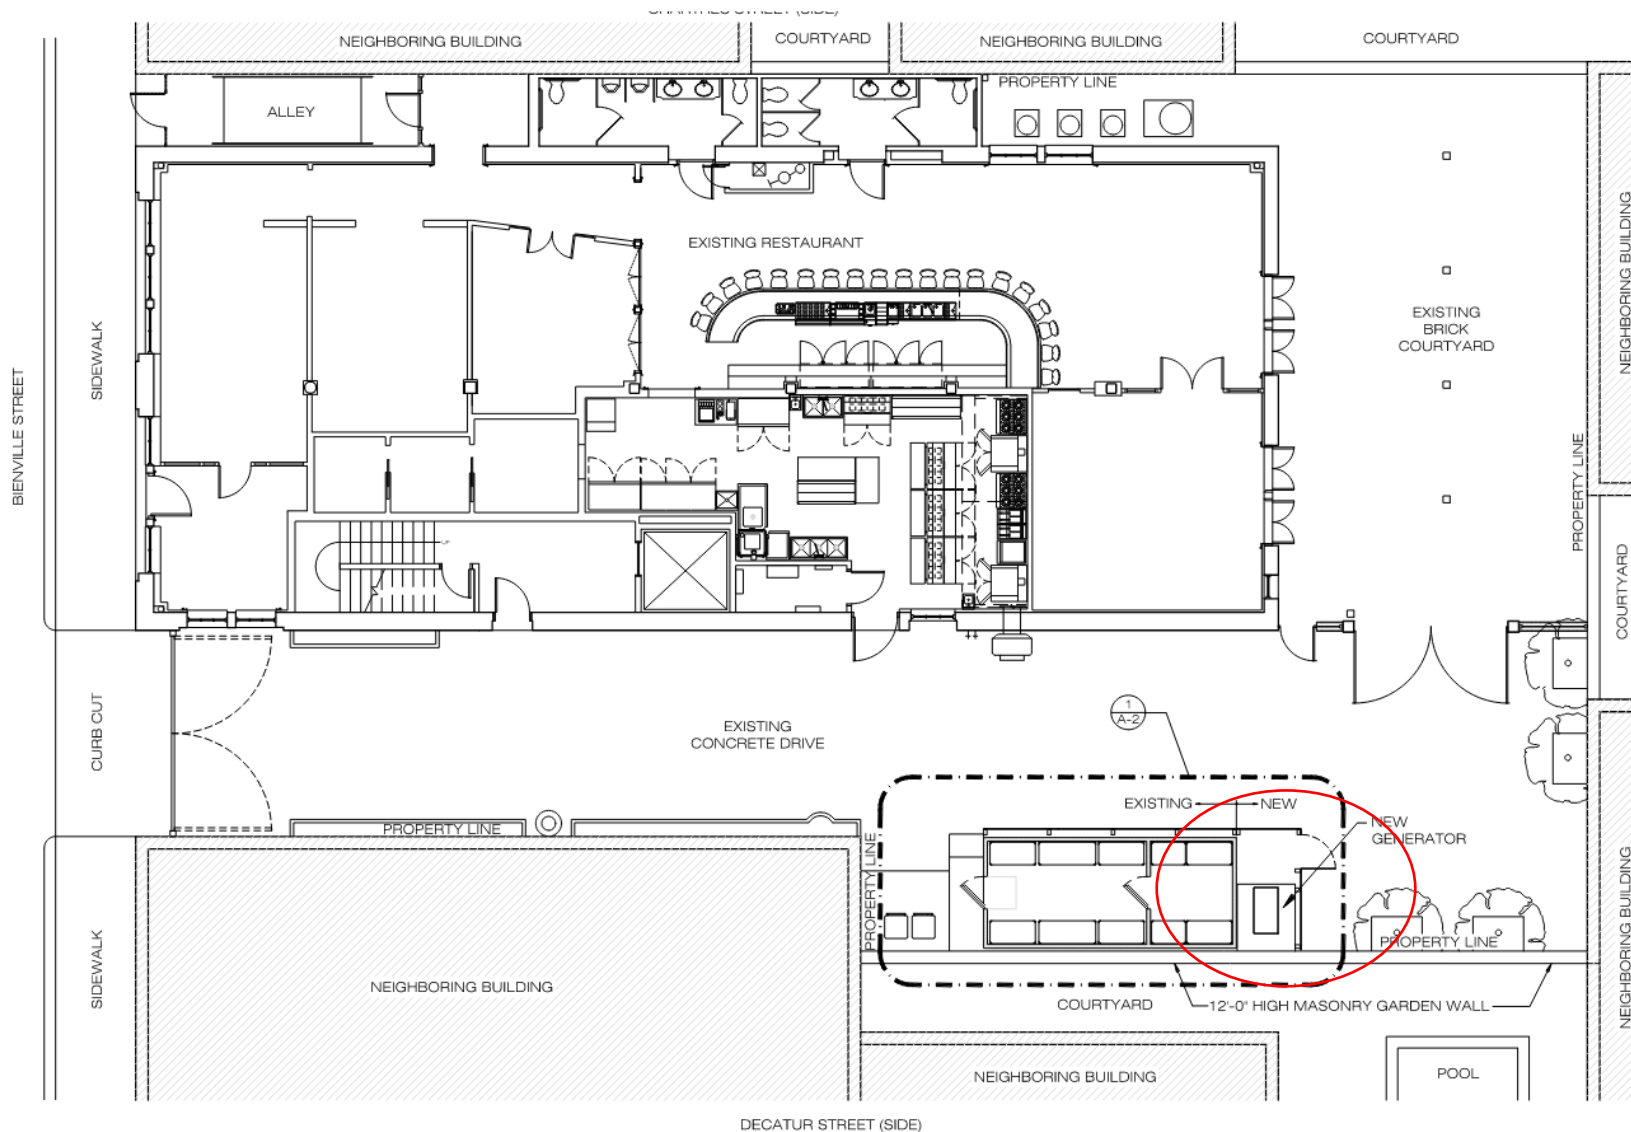 NEIGHBORING BUILDING
COURTYARD
NEIGHBORING BUILDING
COURTYARD
PROPERTY LINE
ALLEY
NEIGHBORING BUILDING
EXISTING RESTAURANT
EXISTING
BRICK
COURTYARD
SIDEWALK
BIENVILLE STREET
PROPERTY LINE
UP
COURTYARD
CURB CUT
EXISTING
CONCRETE DRIVE
1
A-2
EXISTING
NEW
NEW
GENERATOR
PROPERTY LINE
PROPERTY LINE
PROPERTY LINE
NEIGHBORING BUILDING
SIDEWALK
NEIGHBORING BUILDING
COURTYARD
12'-0" HIGH MASONRY GARDEN WALL
NEIGHBORING BUILDING
POOL
DECATUR STREET (SIDE)